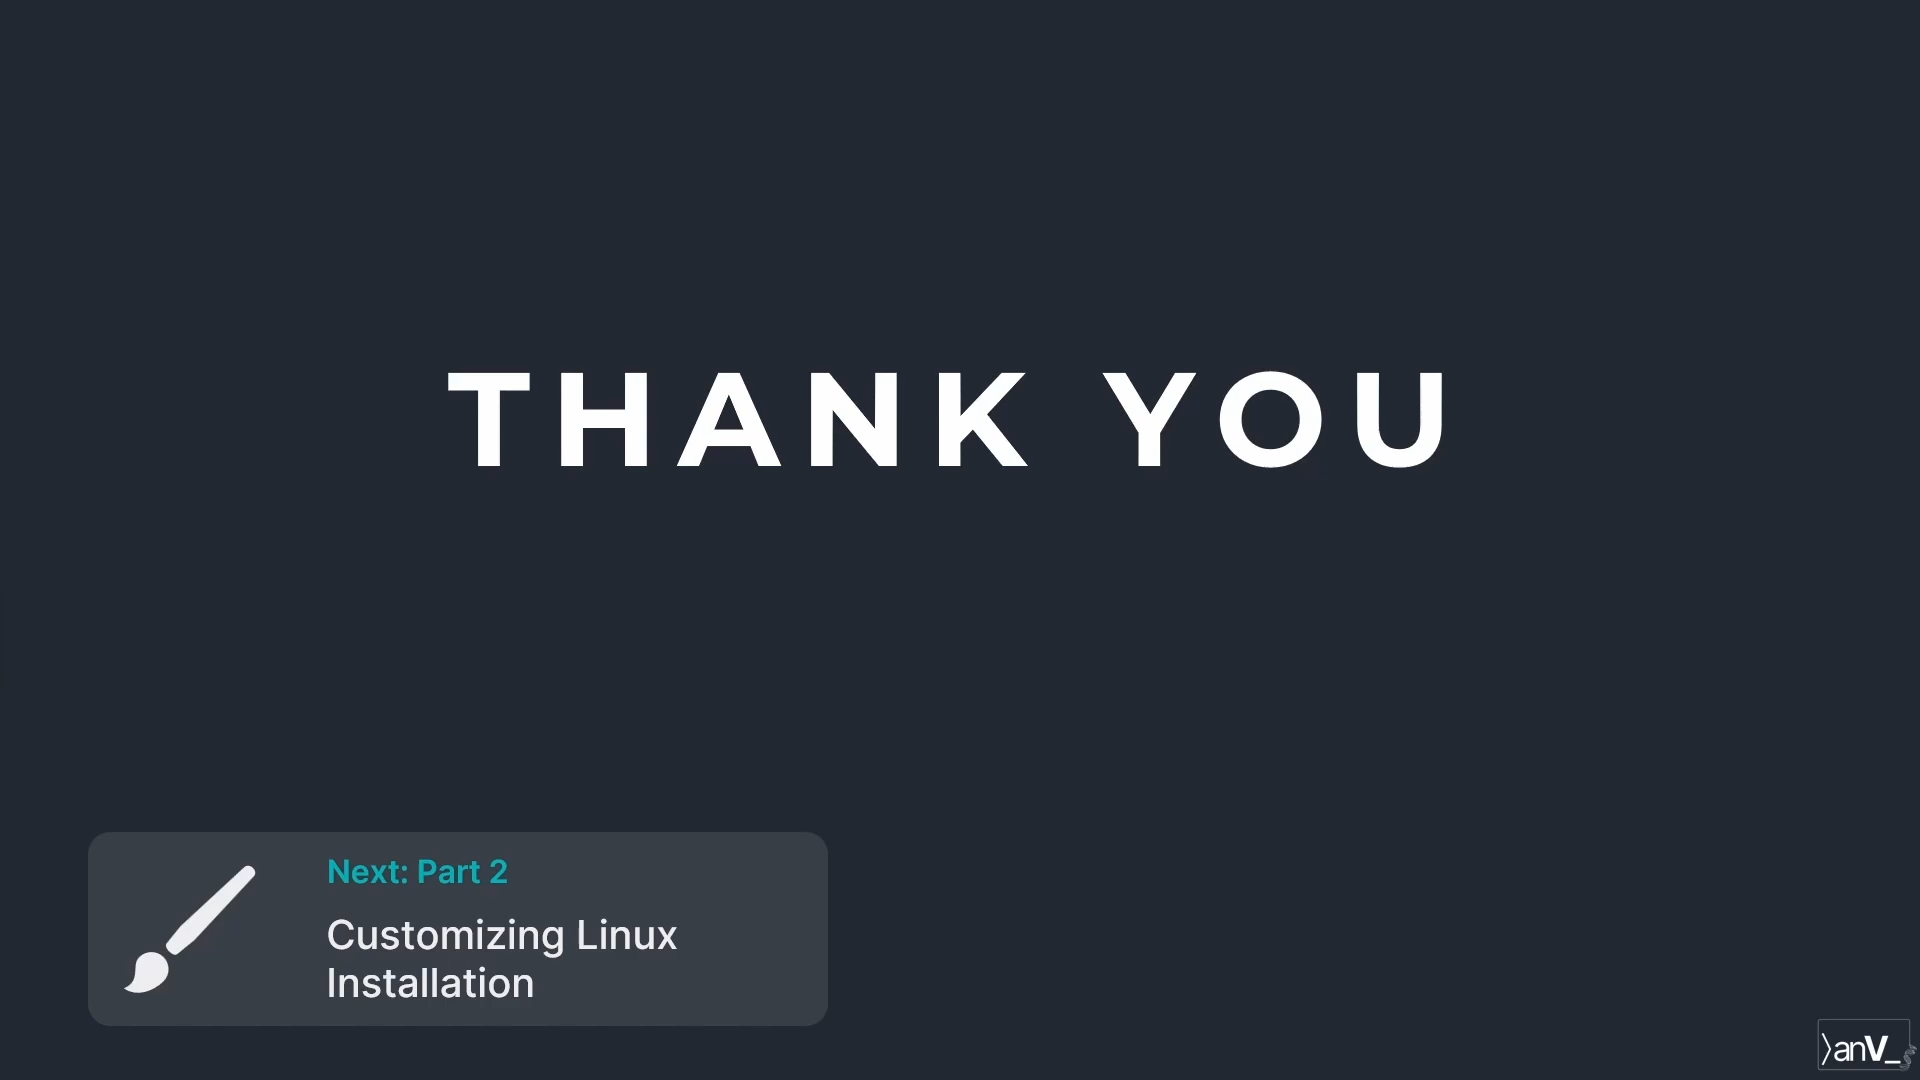 THANK YOU
Next: Part 2
Customizing Linux
Installation
⟩anV_